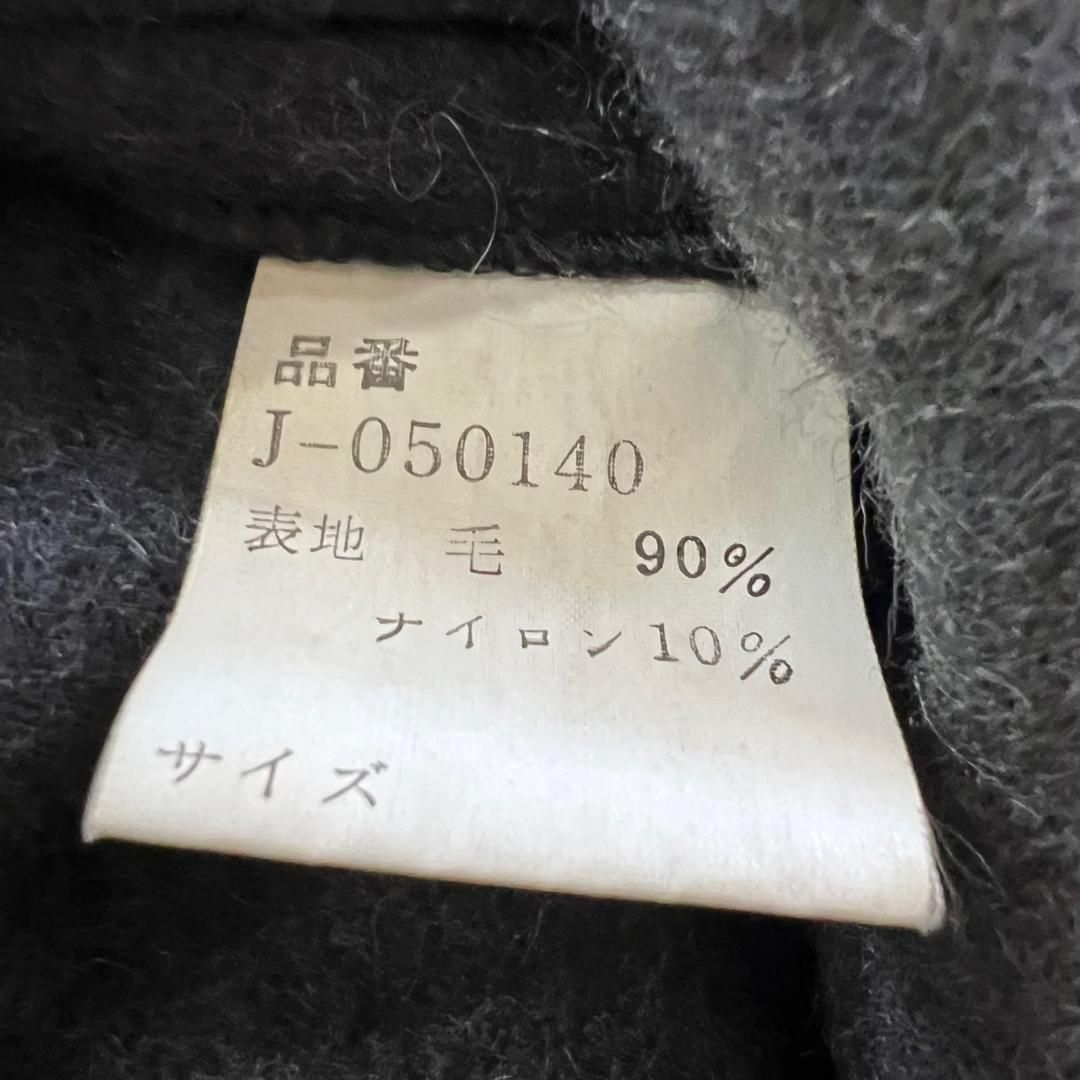 品番
J-050140
表地 毛 90%
ナイロン 10%
サイズ